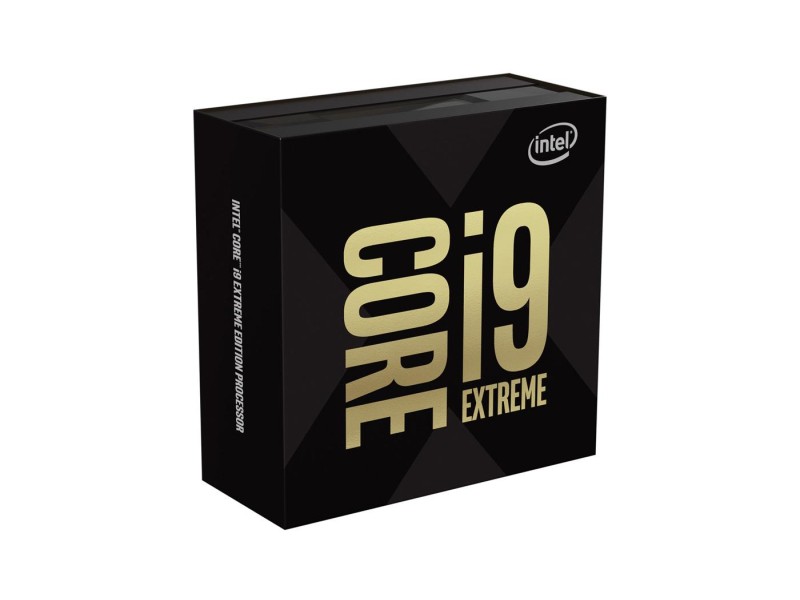 INTEL® CORE™ i9 EXTREME EDITION PROCESSOR
intel®
CORE
i9
EXTREME